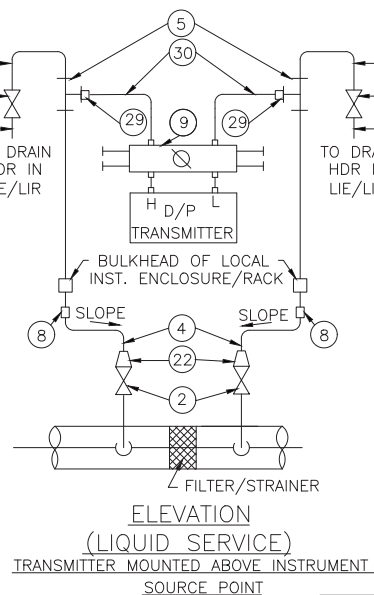 5
30
29
9
29
DRAIN
OR IN
E/LIR
TO DRA
HDR I
LIE/LI
H
L
D/P
TRANSMITTER
BULKHEAD OF LOCAL
INST. ENCLOSURE/RACK
SLOPE
4
SLOPE
8
8
22
2
FILTER/STRAINER
ELEVATION
(LIQUID SERVICE)
TRANSMITTER MOUNTED ABOVE INSTRUMENT
SOURCE POINT